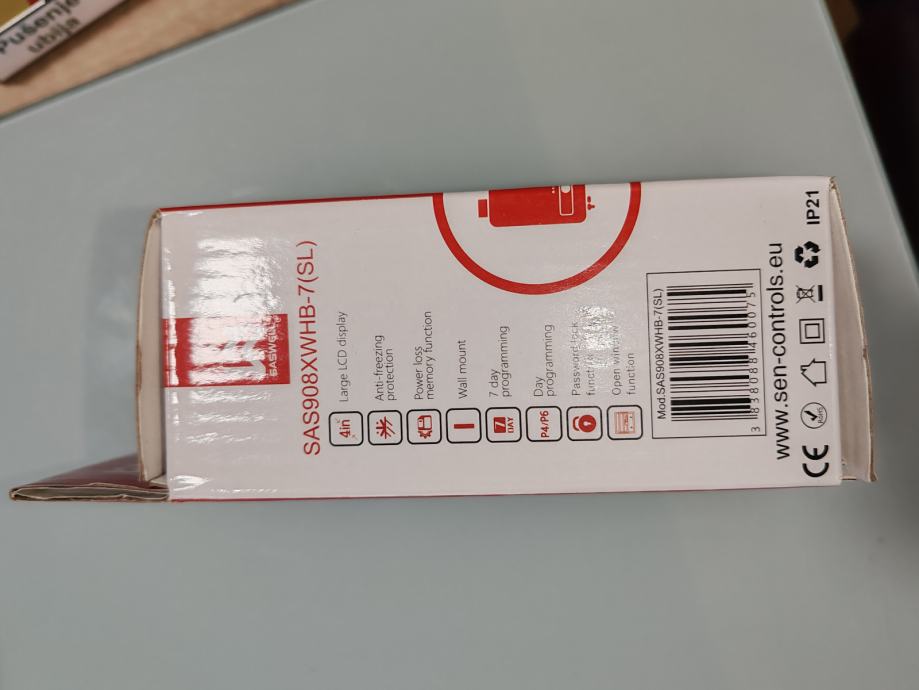 Pušenje
ubija
SASWELL
SAS908XWHB-7(SL)
4in
Large LCD display
Anti-freezing
protection
Power loss
memory function
Wall mount
7
DAY
7 day
programming
P4/P6
Day
programming
Password lock
function
Open window
function
Mod.SAS908XWHB-7(SL)
3 838088 460075
www.sen-controls.eu
CE
RoHS
IP21